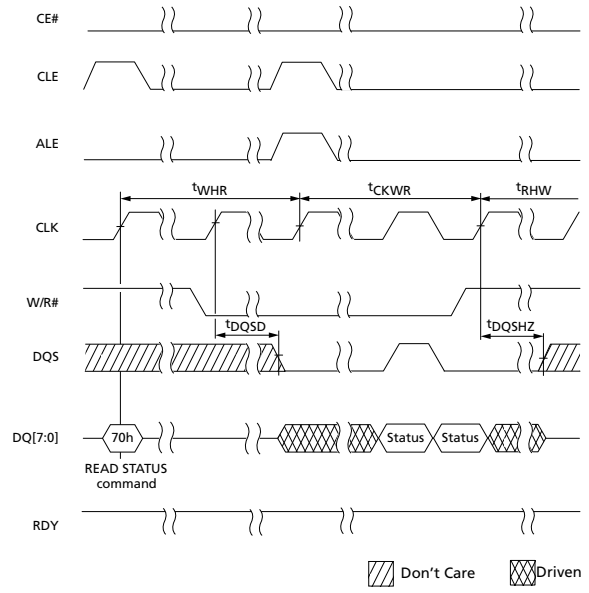 CE#
CLE
ALE
tWHR tCKWR tRHW
CLK
W/R#
tDQSD tDQSHZ
DQS
DQ[7:0] 70h Status Status
READ STATUS
command
RDY
Don't Care Driven